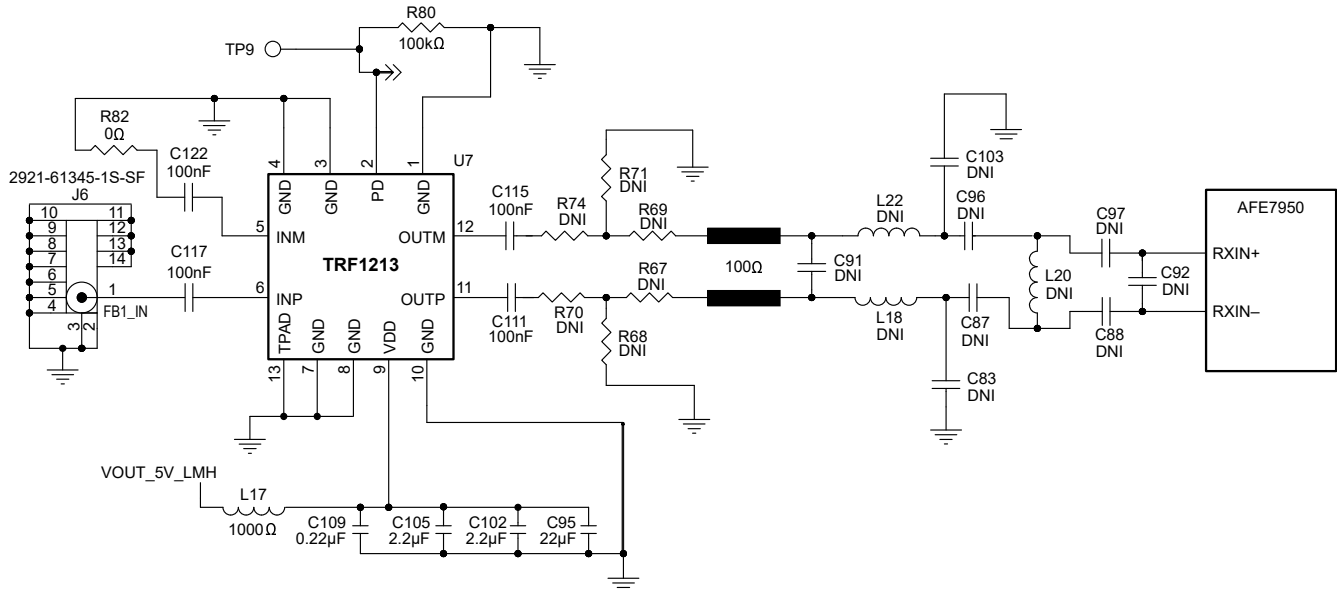 R80
100kΩ
TP9
R82
0Ω
C122
100nF
2921-61345-1S-SF
J6
10
9
8
7
6
5
4
11
12
13
14
3
2
1
FB1_IN
C117
100nF
4
3
2
1
U7
GND
GND
PD
GND
5
INM
6
INP
TRF1213
OUTM
12
OUTP
11
TPAD
GND
GND
VDD
GND
13
7
8
9
10
C115
100nF
C111
100nF
R74
DNI
R71
DNI
R69
DNI
R70
DNI
R67
DNI
R68
DNI
100Ω
C91
DNI
L22
DNI
L18
DNI
C103
DNI
C96
DNI
C87
DNI
C83
DNI
L20
DNI
C97
DNI
C88
DNI
C92
DNI
AFE7950
RXIN+
RXIN–
VOUT_5V_LMH
L17
1000Ω
C109
0.22µF
C105
2.2µF
C102
2.2µF
C95
22µF